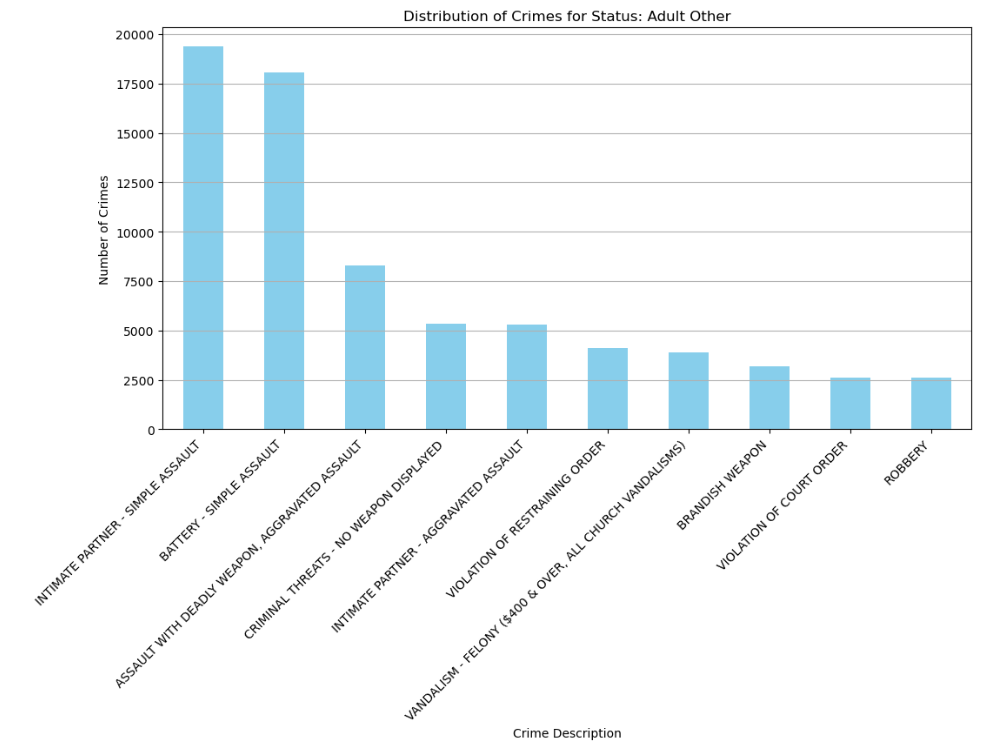 Distribution of Crimes for Status: Adult Other
Number of Crimes
20000
17500
15000
12500
10000
7500
5000
2500
0
INTIMATE PARTNER - SIMPLE ASSAULT
BATTERY - SIMPLE ASSAULT
ASSAULT WITH DEADLY WEAPON, AGGRAVATED ASSAULT
CRIMINAL THREATS - NO WEAPON DISPLAYED
INTIMATE PARTNER - AGGRAVATED ASSAULT
VIOLATION OF RESTRAINING ORDER
VANDALISM - FELONY ($400 & OVER, ALL CHURCH VANDALISMS)
BRANDISH WEAPON
VIOLATION OF COURT ORDER
ROBBERY
Crime Description